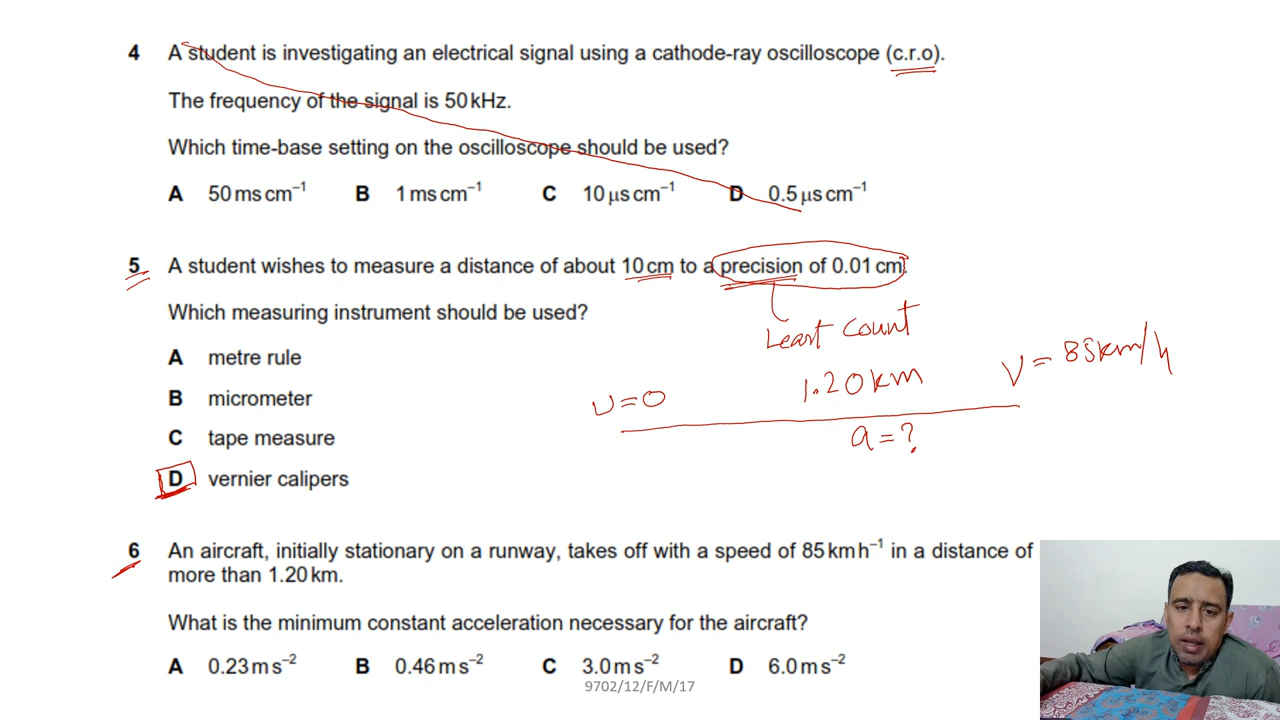 4 A student is investigating an electrical signal using a cathode-ray oscilloscope (c.r.o).
The frequency of the signal is 50 kHz.
Which time-base setting on the oscilloscope should be used?
A 50 ms cm⁻¹ B 1 ms cm⁻¹ C 10 μs cm⁻¹ D 0.5 μs cm⁻¹
5 A student wishes to measure a distance of about 10 cm to a precision of 0.01 cm.
Which measuring instrument should be used?
Least count
A metre rule
V = 85km/h
1.20km
B micrometer
u=0
C tape measure
a=?
D vernier calipers
6 An aircraft, initially stationary on a runway, takes off with a speed of 85 km h⁻¹ in a distance of
more than 1.20 km.
What is the minimum constant acceleration necessary for the aircraft?
A 0.23 m s⁻² B 0.46 m s⁻² C 3.0 m s⁻² D 6.0 m s⁻²
9702/12/F/M/17